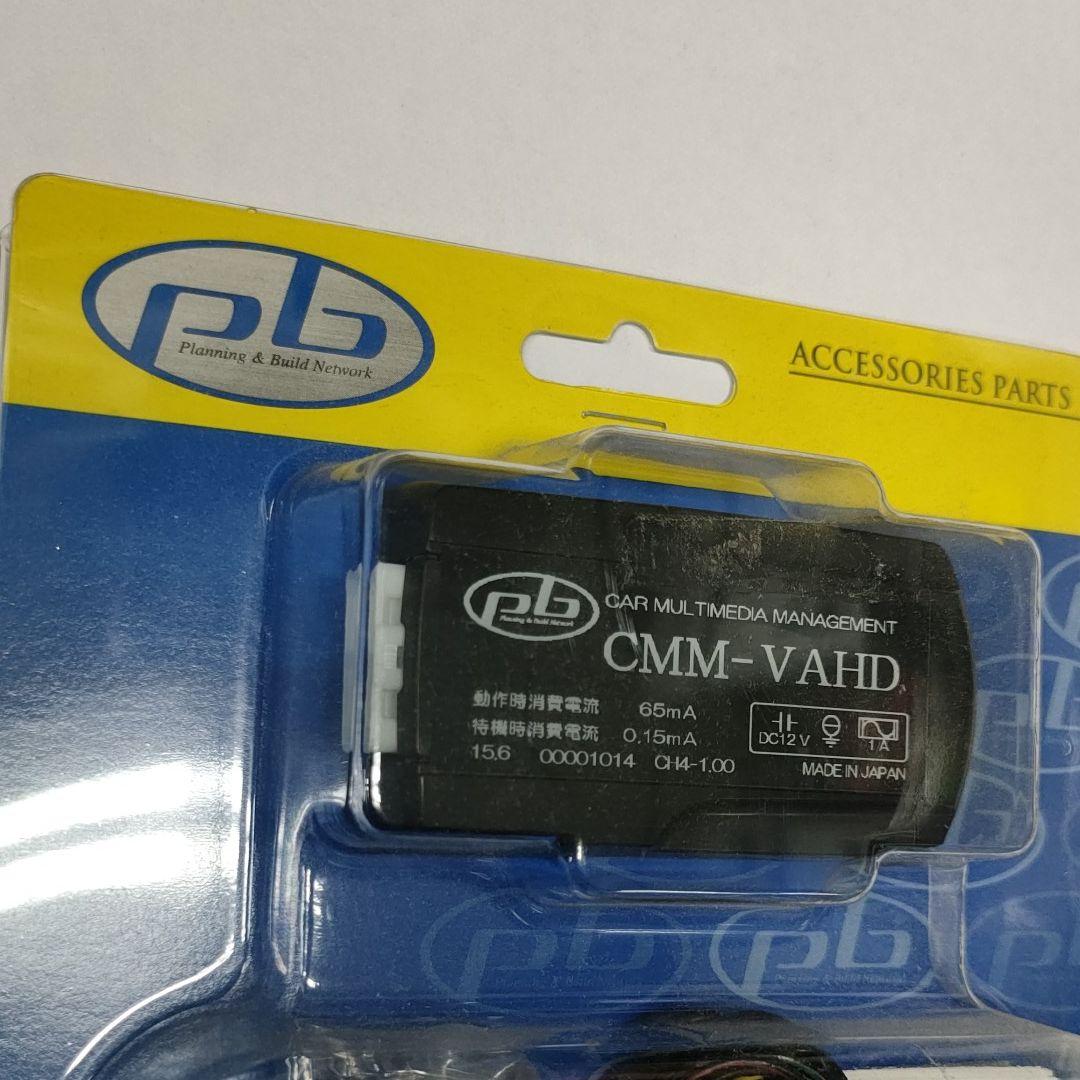 pb
Planning & Build Network
ACCESSORIES PARTS
pb
Planning & Build Network
CAR MULTIMEDIA MANAGEMENT
CMM-VAHD
動作時消費電流 65mA
待機時消費電流 0.15mA
15.6 00001014 CH4-1.00
DC12V
1A
MADE IN JAPAN
pb
pb
pb